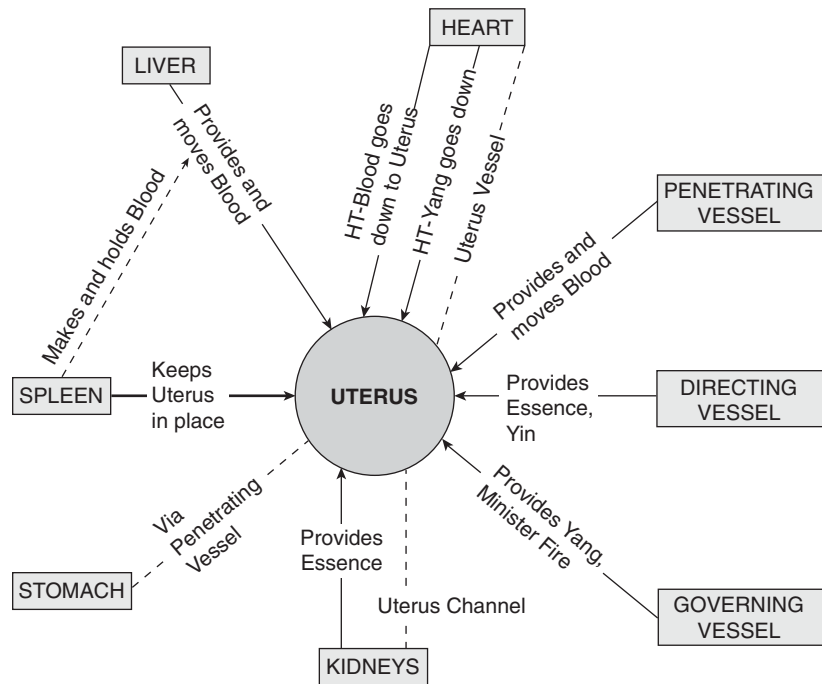 HEART
LIVER
Provides and
moves Blood
HT-Blood goes
down to Uterus
HT-Yang goes down
Uterus Vessel
PENETRATING
VESSEL
Makes and holds Blood
Provides and
moves Blood
SPLEEN
Keeps
Uterus
in place
UTERUS
Provides
Essence,
Yin
DIRECTING
VESSEL
Via
Penetrating
Vessel
Provides Yang,
Minister Fire
Provides
Essence
STOMACH
Uterus Channel
GOVERNING
VESSEL
KIDNEYS